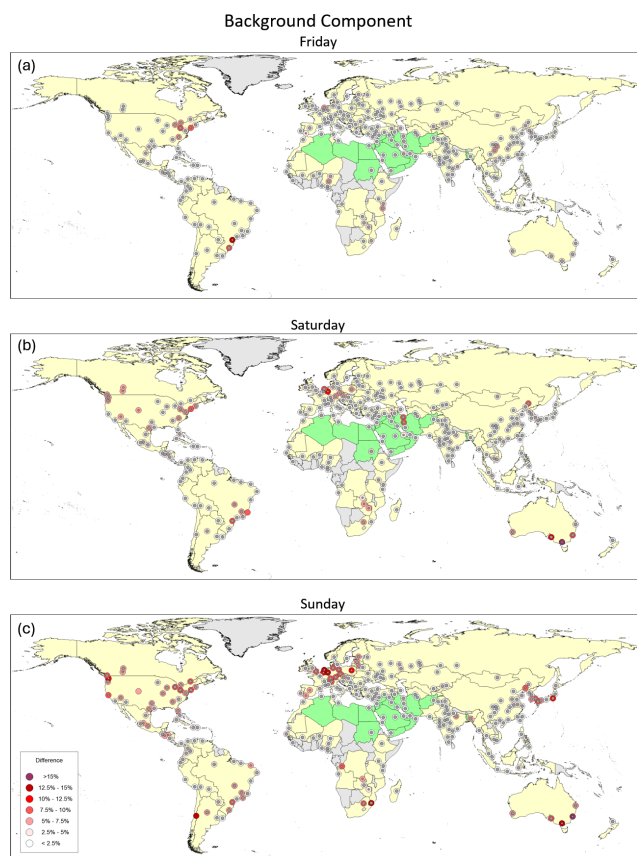 Background Component
Friday
(a)
Saturday
(b)
Sunday
(c)
Difference
>15%
12.5% - 15%
10% - 12.5%
7.5% - 10%
5% - 7.5%
2.5% - 5%
< 2.5%